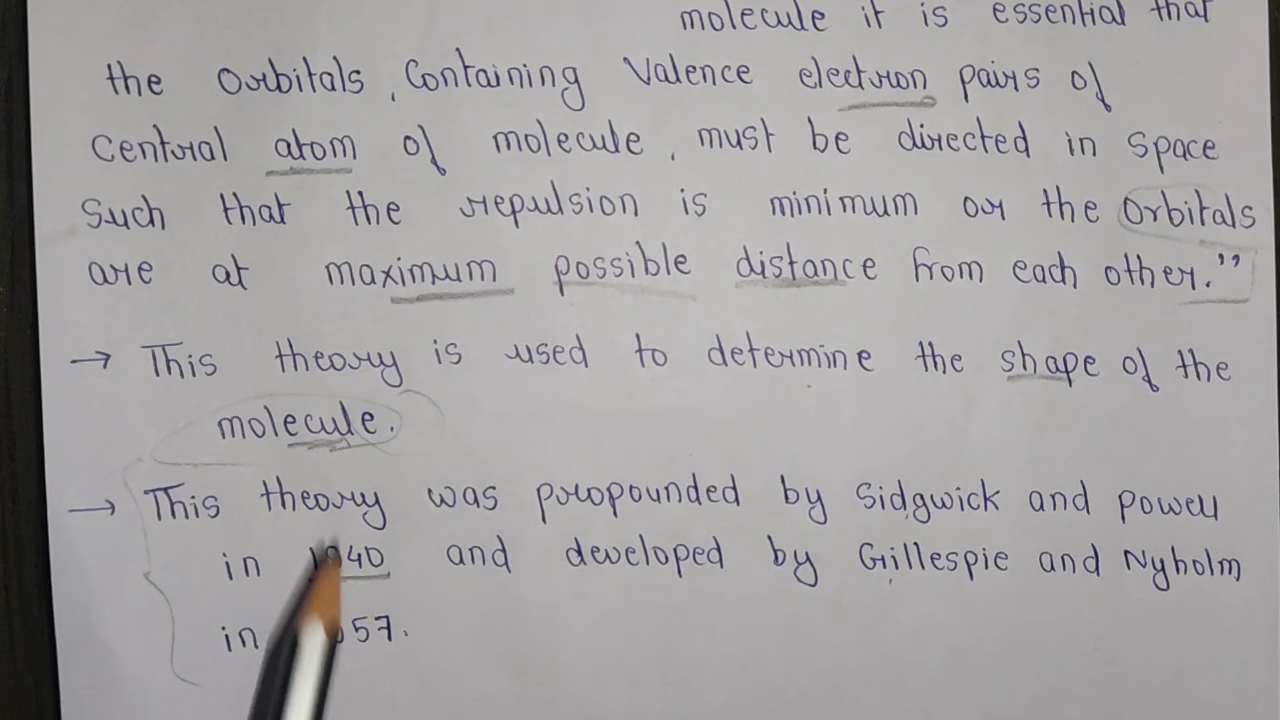 molecule it is essential that
the orbitals, containing valence electron pairs of
central atom of molecule, must be directed in space
such that the repulsion is minimum or the orbitals
are at maximum possible distance from each other."
→ This theory is used to determine the shape of the
molecule.
→ This theory was propounded by Sidgwick and Powell
in 1940 and developed by Gillespie and Nyholm
in